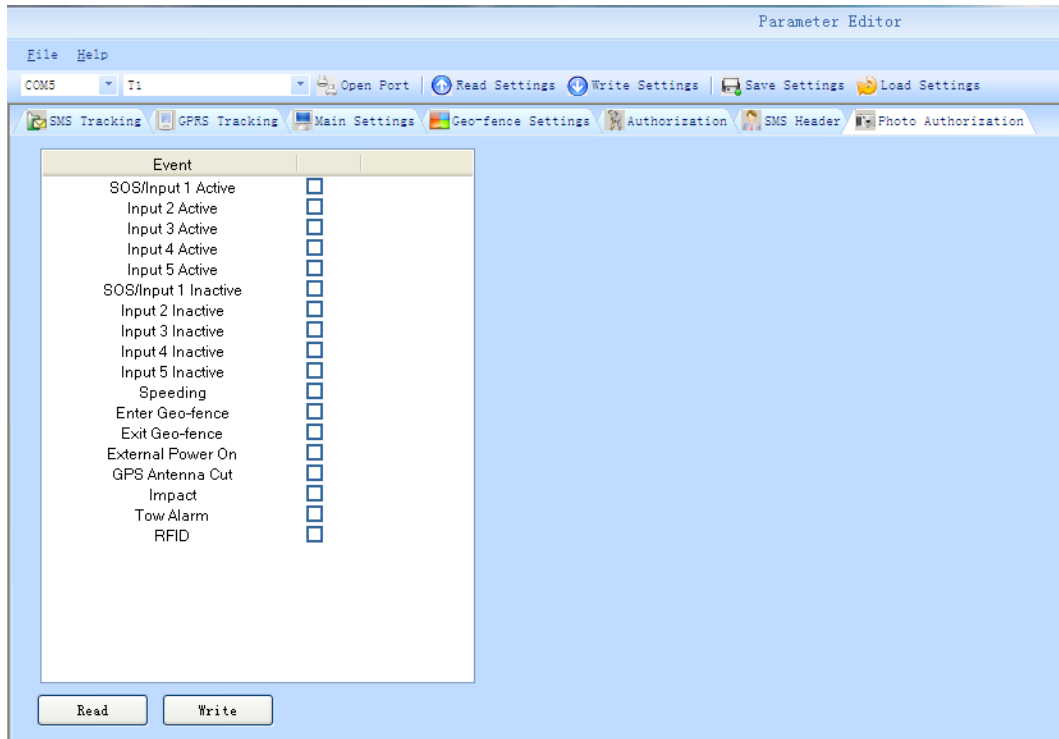 Parameter Editor
File Help
COM5 T1 Open Port Read Settings Write Settings Save Settings Load Settings
SMS Tracking GPRS Tracking Main Settings Geo-fence Settings Authorization SMS Header Photo Authorization
Event
SOS/Input 1 Active
Input 2 Active
Input 3 Active
Input 4 Active
Input 5 Active
SOS/Input 1 Inactive
Input 2 Inactive
Input 3 Inactive
Input 4 Inactive
Input 5 Inactive
Speeding
Enter Geo-fence
Exit Geo-fence
External Power On
GPS Antenna Cut
Impact
Tow Alarm
RFID
Read Write